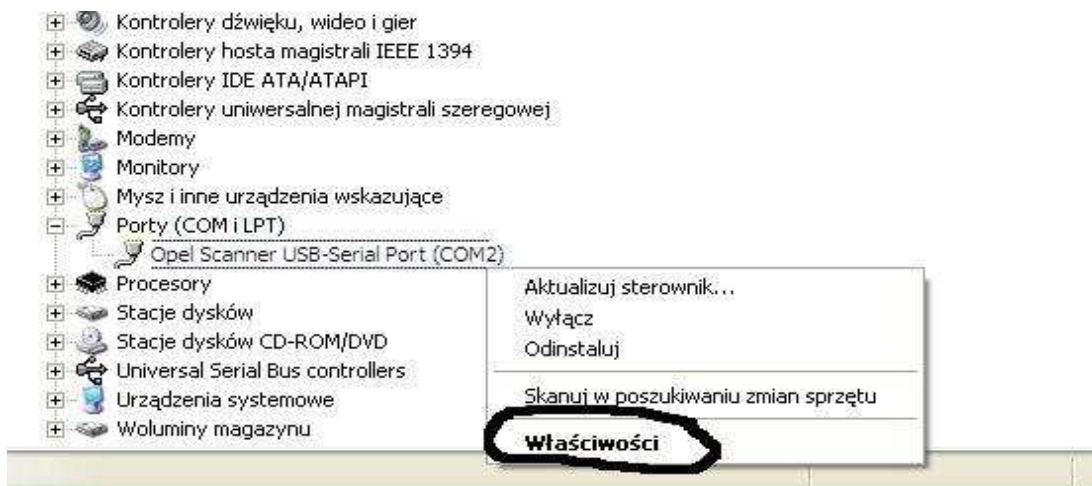 Kontrolery dźwięku, wideo i gier
Kontrolery hosta magistrali IEEE 1394
Kontrolery IDE ATA/ATAPI
Kontrolery uniwersalnej magistrali szeregowej
Modemy
Monitory
Mysz i inne urządzenia wskazujące
Porty (COM i LPT)
Opel Scanner USB-Serial Port (COM2)
Procesory
Stacje dysków
Stacje dysków CD-ROM/DVD
Universal Serial Bus controllers
Urządzenia systemowe
Woluminy magazynu
Aktualizuj sterownik...
Wyłącz
Odinstaluj
Skanuj w poszukiwaniu zmian sprzętu
Właściwości